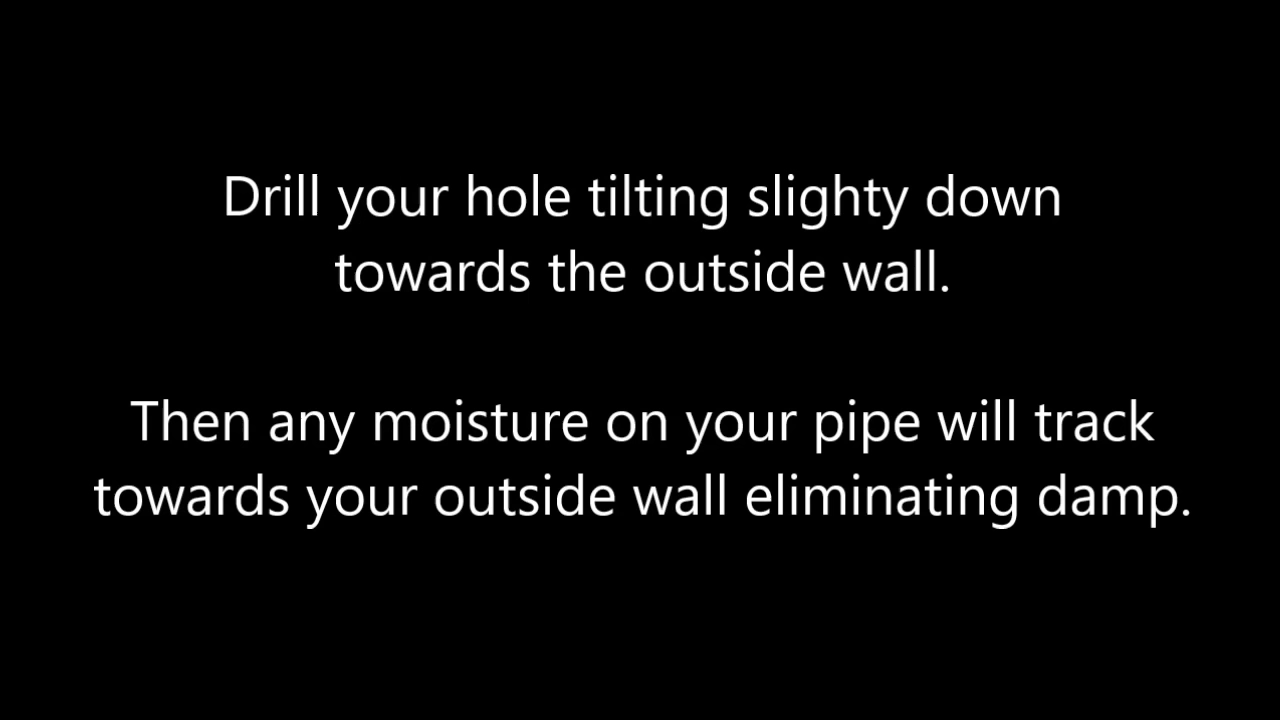 Drill your hole tilting slighty down
towards the outside wall.
Then any moisture on your pipe will track
towards your outside wall eliminating damp.